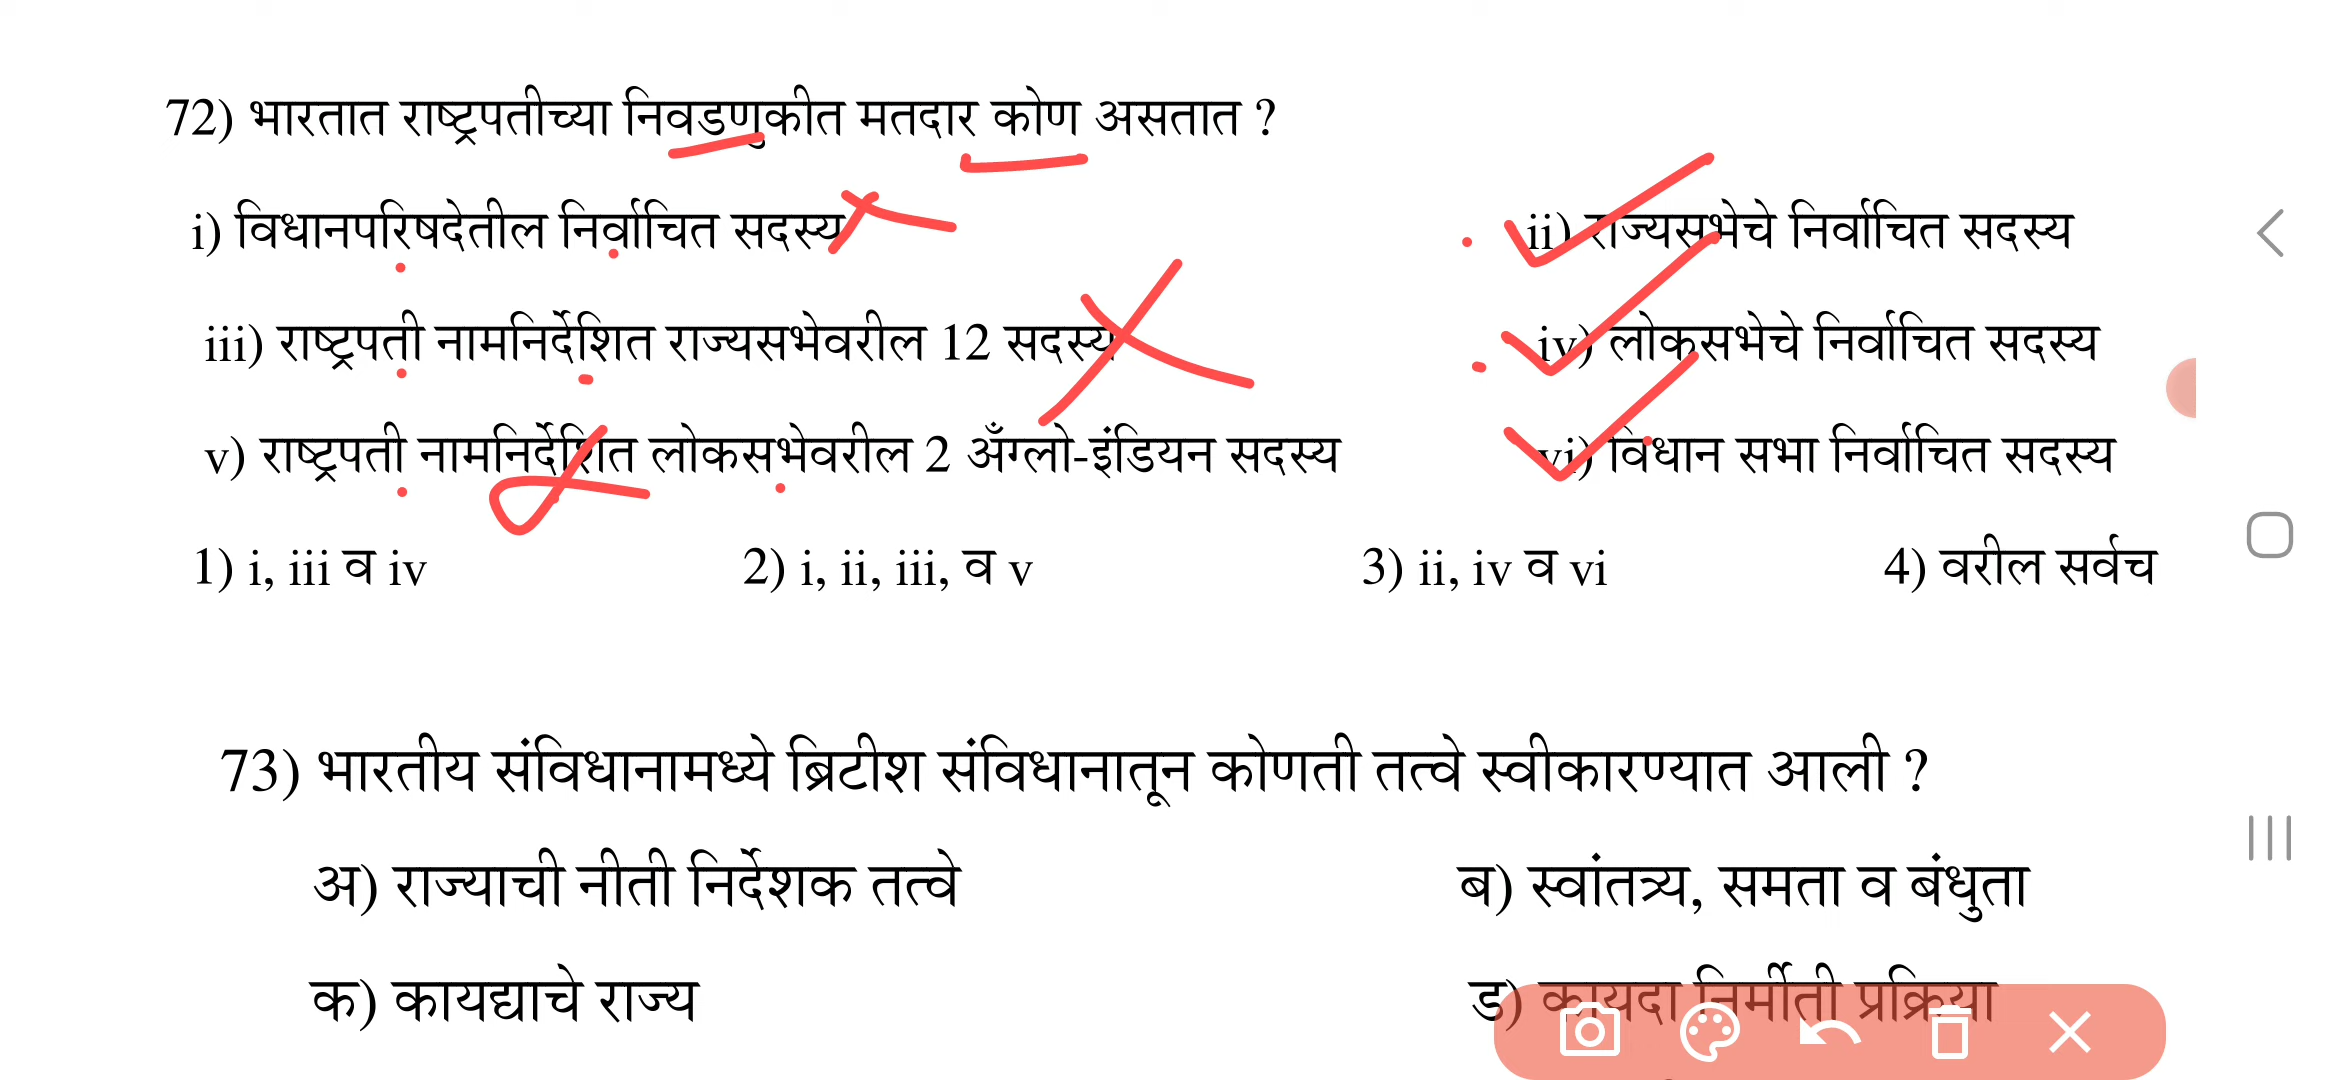 72) भारतात राष्ट्रपतीच्या निवडणुकीत मतदार कोण असतात ?
i) विधानपरिषदेतील निर्वाचित सदस्य ii) राज्यसभेचे निर्वाचित सदस्य
iii) राष्ट्रपती नामनिर्देशित राज्यसभेवरील 12 सदस्य iv) लोकसभेचे निर्वाचित सदस्य
v) राष्ट्रपती नामनिर्देशित लोकसभेवरील 2 अँग्लो-इंडियन सदस्य vi) विधान सभा निर्वाचित सदस्य
1) i, iii व iv 2) i, ii, iii, व v 3) ii, iv व vi 4) वरील सर्वच
73) भारतीय संविधानामध्ये ब्रिटीश संविधानातून कोणती तत्वे स्वीकारण्यात आली ?
अ) राज्याची नीती निर्देशक तत्वे ब) स्वांतत्र्य, समता व बंधुता
क) कायद्याचे राज्य ड) कायदा निर्मीती प्रक्रिया